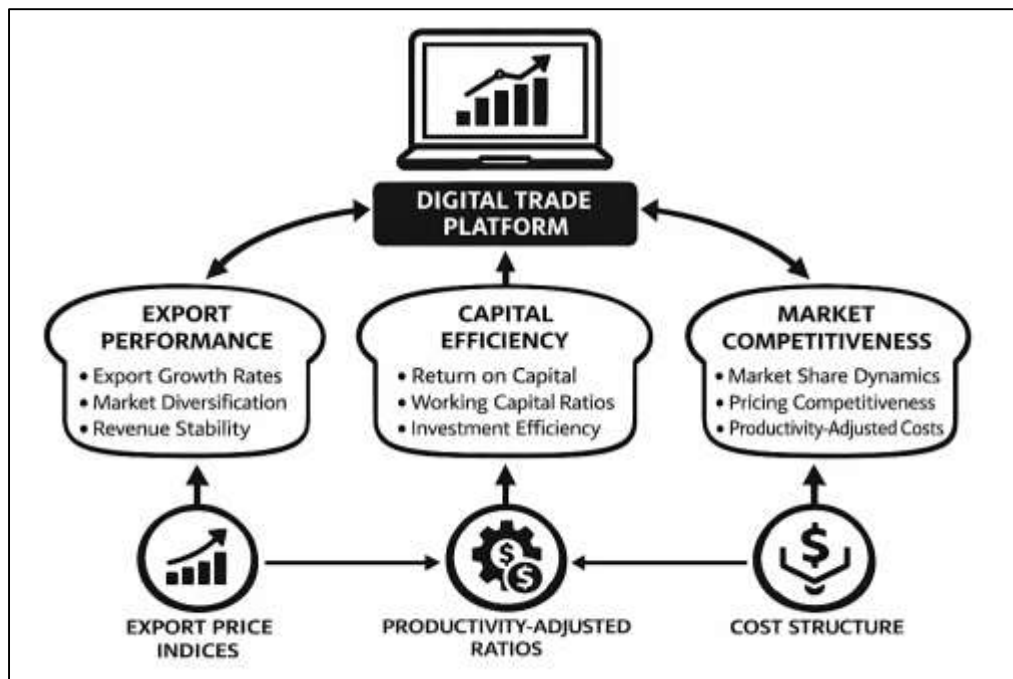 DIGITAL TRADE
PLATFORM
EXPORT
PERFORMANCE
• Export Growth Rates
• Market Diversification
• Revenue Stability
CAPITAL
EFFICIENCY
• Return on Capital
• Working Capital Ratios
• Investment Efficiency
MARKET
COMPETITIVENESS
• Market Share Dynamics
• Pricing Competitiveness
• Productivity-Adjusted Costs
$
$
$
EXPORT PRICE
INDICES
PRODUCTIVITY-ADJUSTED
RATIOS
COST STRUCTURE